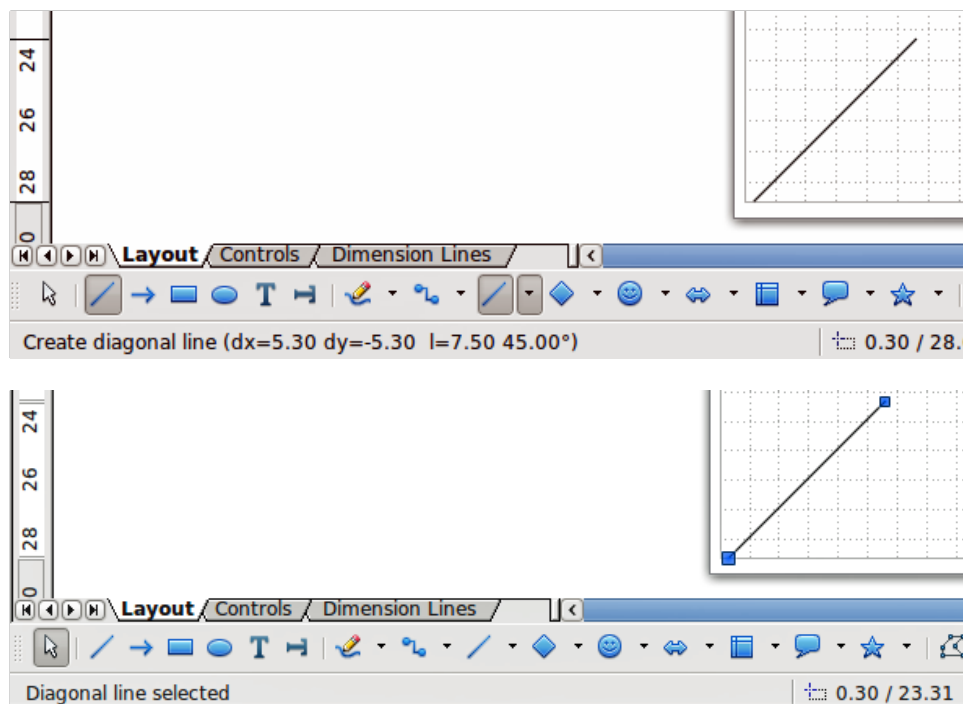 24
26
28
0
Layout Controls Dimension Lines
T
Create diagonal line (dx=5.30 dy=-5.30 l=7.50 45.00°)
0.30 / 28.
24
26
28
0
Layout Controls Dimension Lines
T
Diagonal line selected
0.30 / 23.31